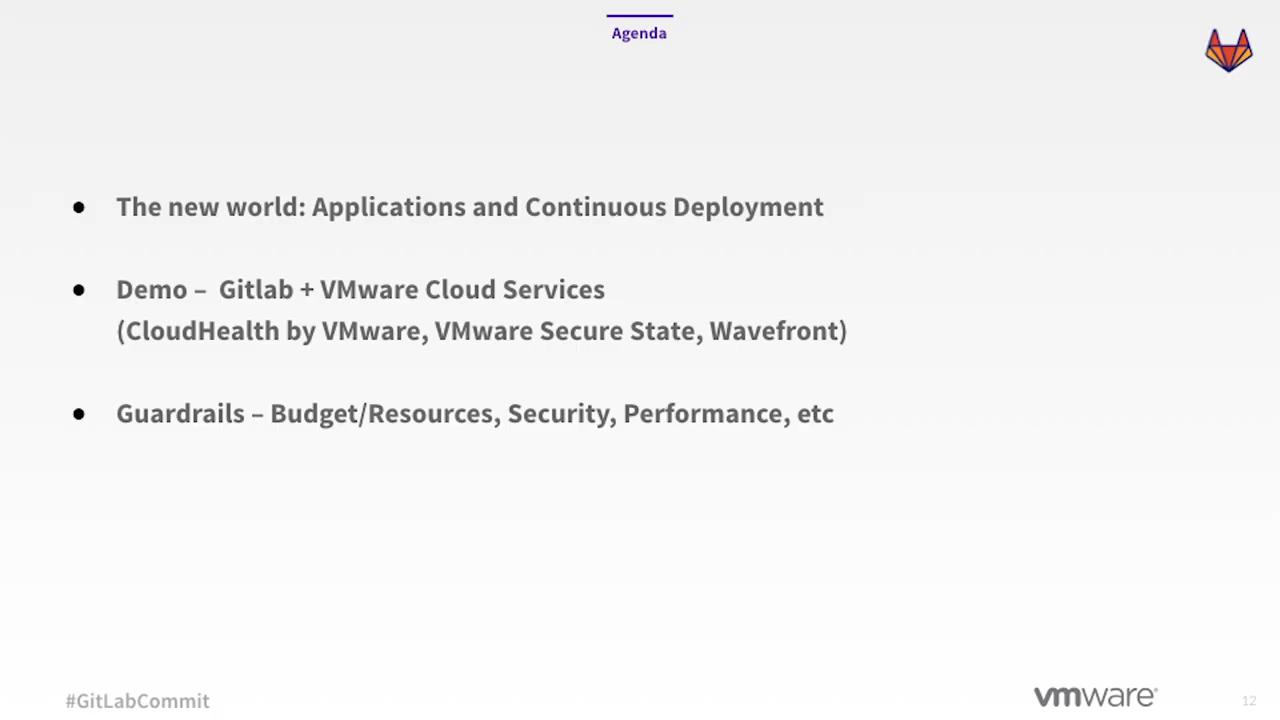 Agenda
● The new world: Applications and Continuous Deployment
● Demo – Gitlab + VMware Cloud Services
(CloudHealth by VMware, VMware Secure State, Wavefront)
● Guardrails – Budget/Resources, Security, Performance, etc
#GitLabCommit
vmware®
12